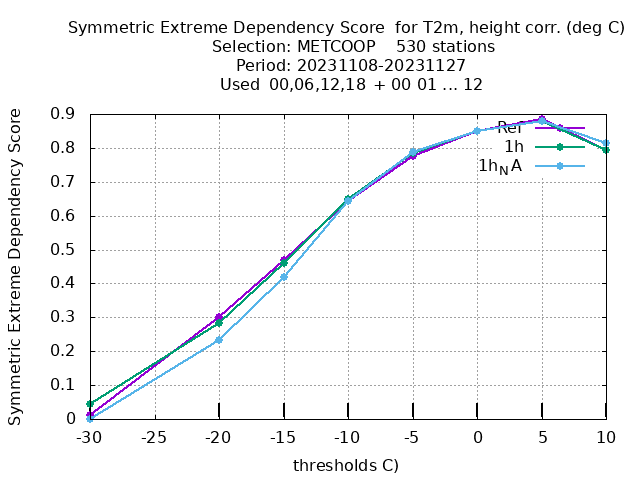 Symmetric Extreme Dependency Score for T2m, height corr. (deg C)
Selection: METCOOP 530 stations
Period: 20231108-20231127
Used 00,06,12,18 + 00 01 ... 12
Symmetric Extreme Dependency Score
0.9
0.8
0.7
0.6
0.5
0.4
0.3
0.2
0.1
0
Ref
1h
1hNA
-30 -25 -20 -15 -10 -5 0 5 10
thresholds C)